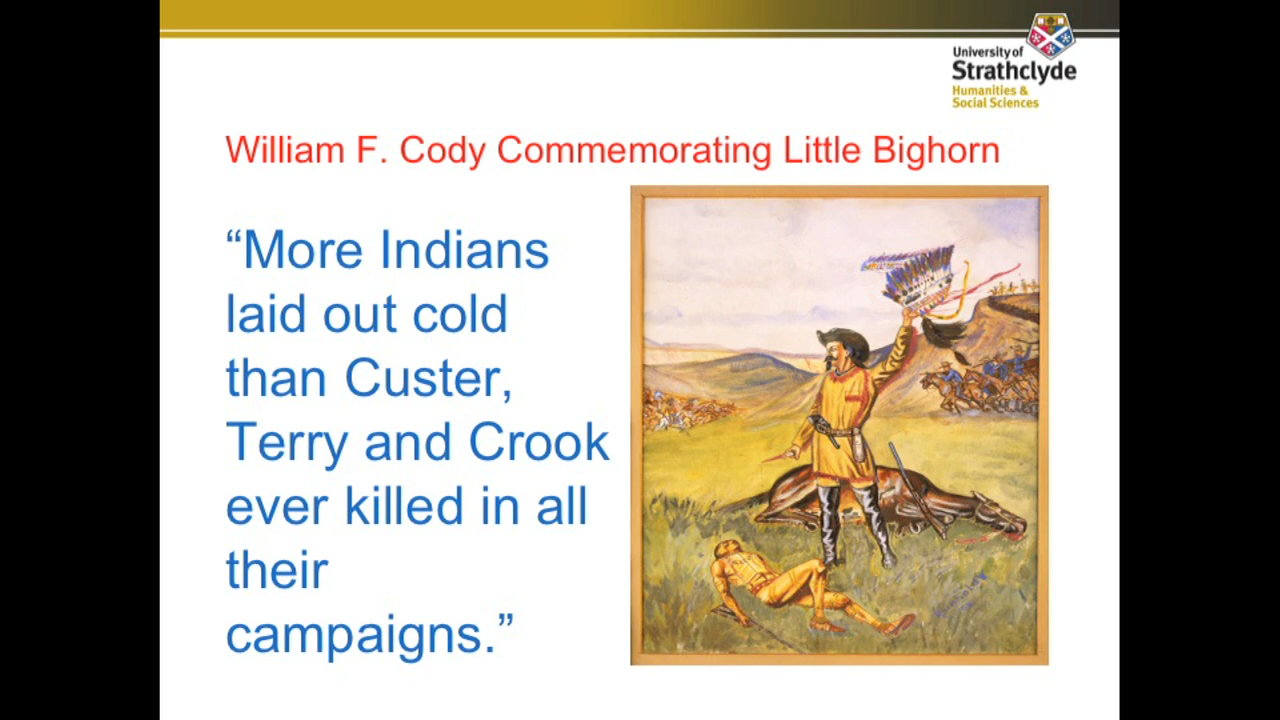 University of
Strathclyde
Humanities &
Social Sciences
William F. Cody Commemorating Little Bighorn
“More Indians
laid out cold
than Custer,
Terry and Crook
ever killed in all
their
campaigns.”